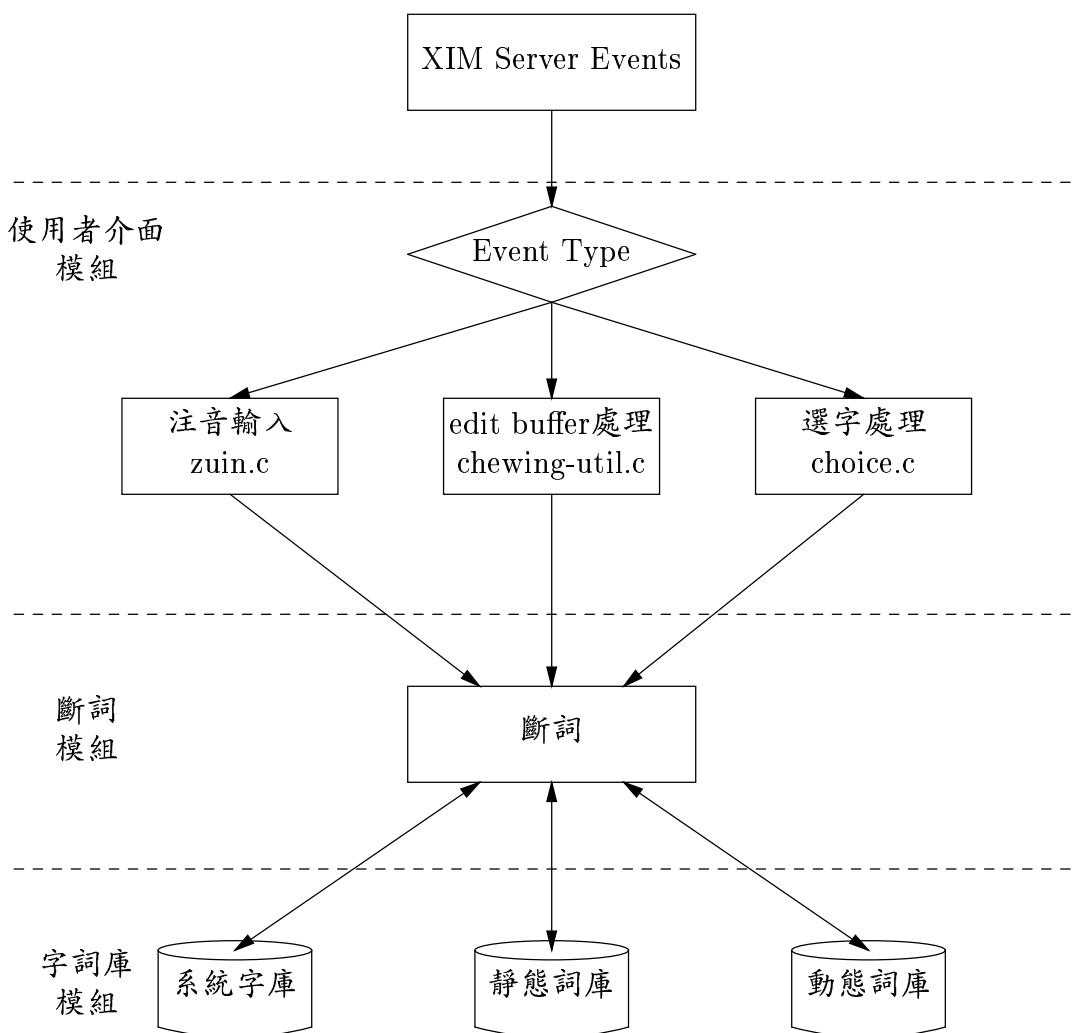 XIM Server Events
使用者介面
模組
Event Type
注音輸入
zuin.c
edit buffer處理
chewing-util.c
選字處理
choice.c
斷詞
模組
斷詞
字詞庫
模組
系統字庫
靜態詞庫
動態詞庫